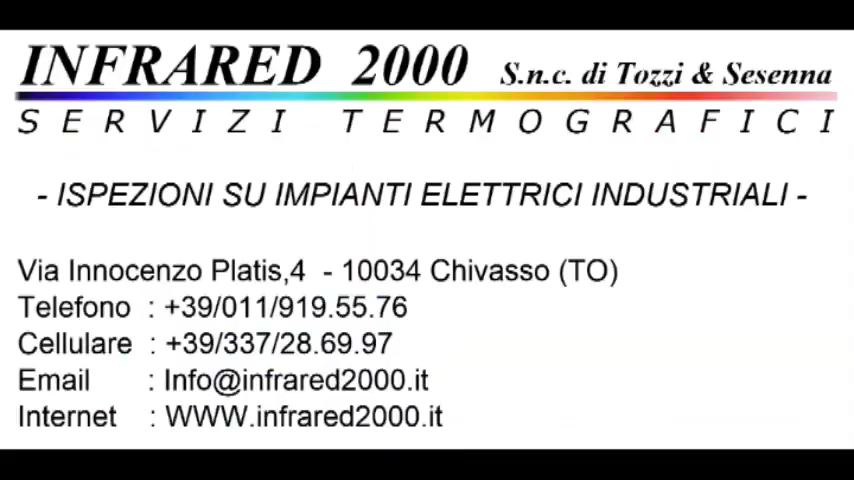 INFRARED 2000 S.n.c. di Tozzi & Sesenna
SERVIZI TERMOGRAFICI
- ISPEZIONI SU IMPIANTI ELETTRICI INDUSTRIALI -
Via Innocenzo Platis,4 - 10034 Chivasso (TO)
Telefono : +39/011/919.55.76
Cellulare : +39/337/28.69.97
Email : Info@infrared2000.it
Internet : WWW.infrared2000.it